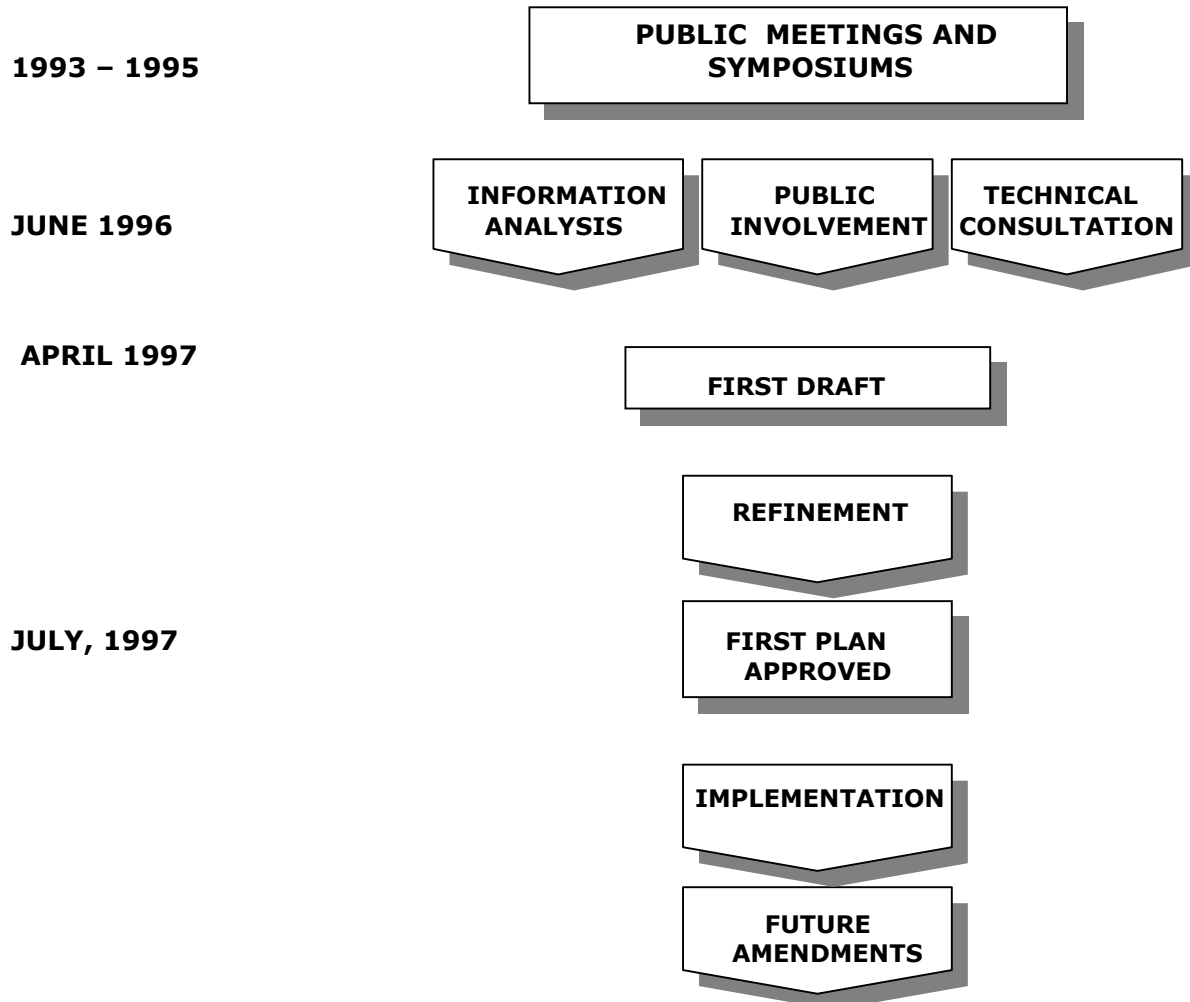 PUBLIC MEETINGS AND
SYMPOSIUMS
1993 – 1995
INFORMATION
ANALYSIS
PUBLIC
INVOLVEMENT
TECHNICAL
CONSULTATION
JUNE 1996
APRIL 1997
FIRST DRAFT
REFINEMENT
JULY, 1997
FIRST PLAN
APPROVED
IMPLEMENTATION
FUTURE
AMENDMENTS